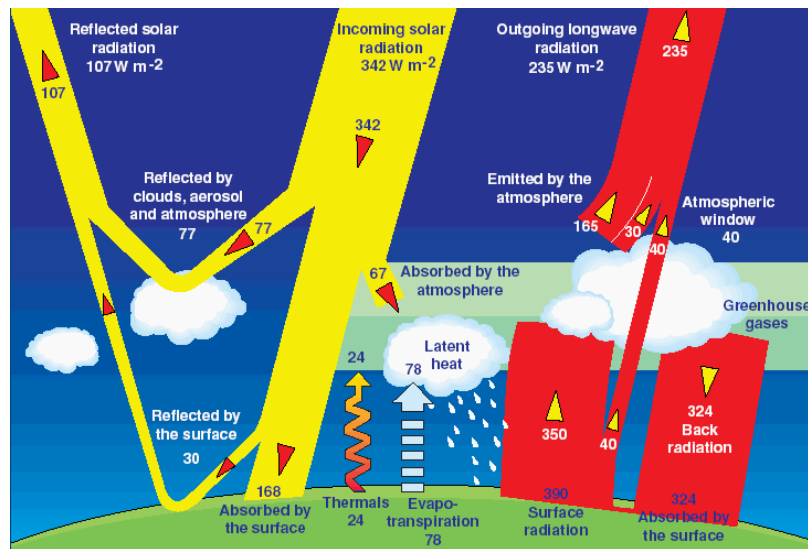 Reflected solar
radiation
107 W m-2
Incoming solar
radiation
342 W m-2
Outgoing longwave
radiation
235 W m-2
235
107
342
Reflected by
clouds, aerosol
and atmosphere
77
77
Emitted by the
atmosphere
165
30
40
Atmospheric
window
40
67
Absorbed by the
atmosphere
Greenhouse
gases
Latent
heat
24
78
324
Back
radiation
350
40
Reflected by
the surface
30
168
Absorbed by
the surface
Thermals
24
Evapo-
transpiration
78
390
Surface
radiation
324
Absorbed by
the surface